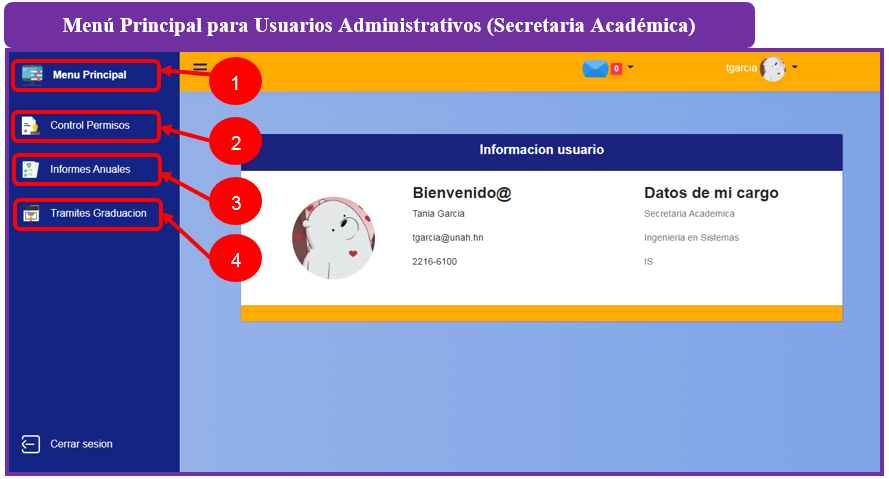 Menú Principal para Usuarios Administrativos (Secretaria Académica)
Menu Principal
1
0
tgarcia
Control Permisos
2
Informes Anuales
3
Tramites Graduacion
4
Informacion usuario
Bienvenido@
Tania Garcia
tgarcia@unah.hn
2216-6100
Datos de mi cargo
Secretaria Academica
Ingenieria en Sistemas
IS
Cerrar sesion